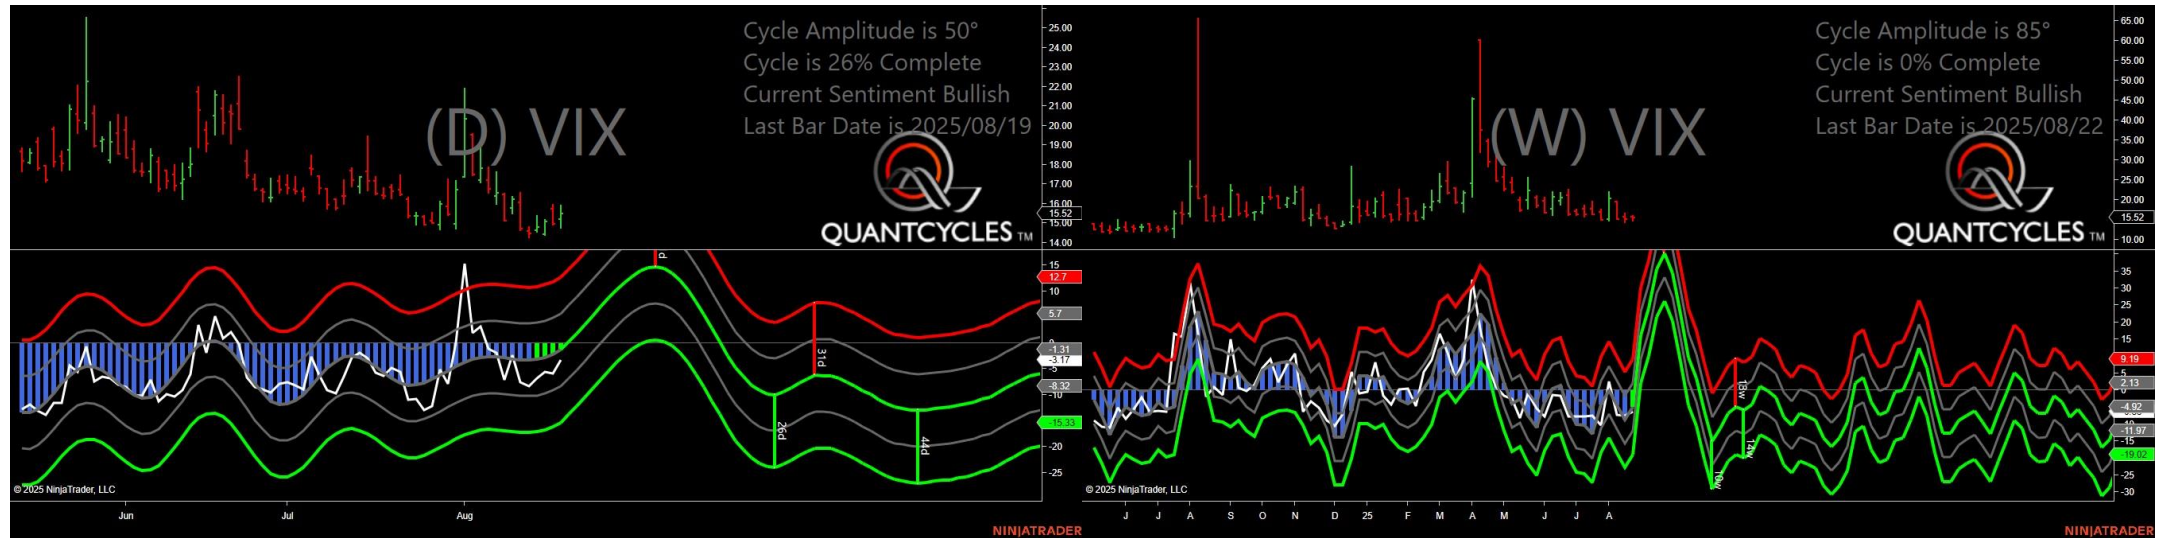 Cycle Amplitude is 50°
Cycle is 26% Complete
Current Sentiment Bullish
Last Bar Date is 2025/08/19
(D) VIX
QUANTCYCLES TM
25.00
24.00
23.00
22.00
21.00
20.00
19.00
18.00
17.00
16.00
15.52
15.00
14.00
15
12.7
10
5.7
0
-1.31
-3.17
-5
-8.32
-10
-15.33
-20
-25
31d
26d
44d
© 2025 NinjaTrader, LLC
Jun
Jul
Aug
NINJATRADER
Cycle Amplitude is 85°
Cycle is 0% Complete
Current Sentiment Bullish
Last Bar Date is 2025/08/22
(W) VIX
QUANTCYCLES TM
65.00
60.00
55.00
50.00
45.00
40.00
35.00
30.00
25.00
20.00
15.52
10.00
35
30
25
20
15
9.19
5
2.13
0
-4.92
-11.97
-15
-19.02
-25
-30
18w
14w
10w
© 2025 NinjaTrader, LLC
J
J
A
S
O
N
D
25
F
M
A
M
J
J
A
NINJATRADER